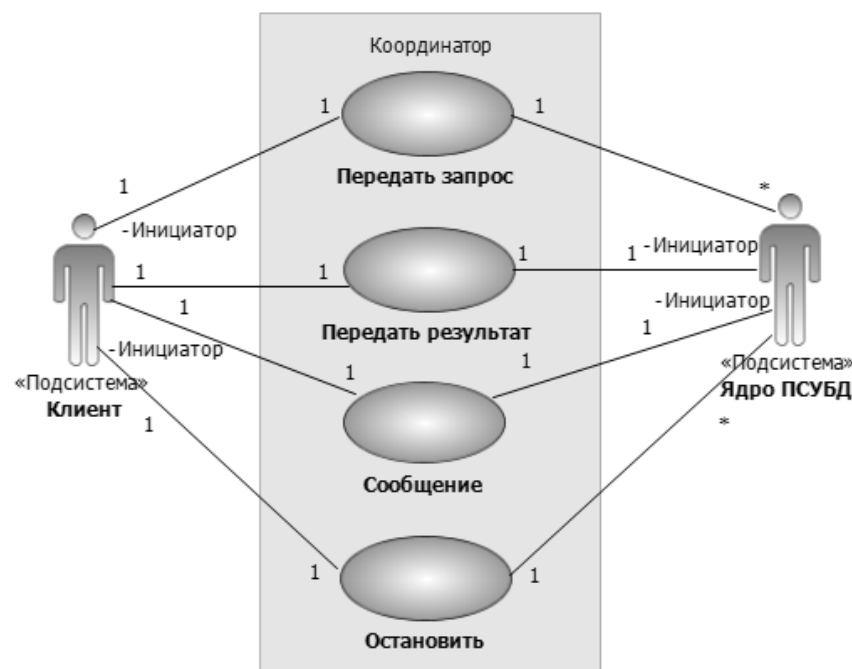 Координатор
1
1
Передать запрос
1
*
-Инициатор
-Инициатор
1
1
1
1
Передать результат
-Инициатор
1
1
-Инициатор
1
1
«Подсистема»
Клиент
«Подсистема»
Ядро ПСУБД
1
*
Сообщение
1
1
Остановить